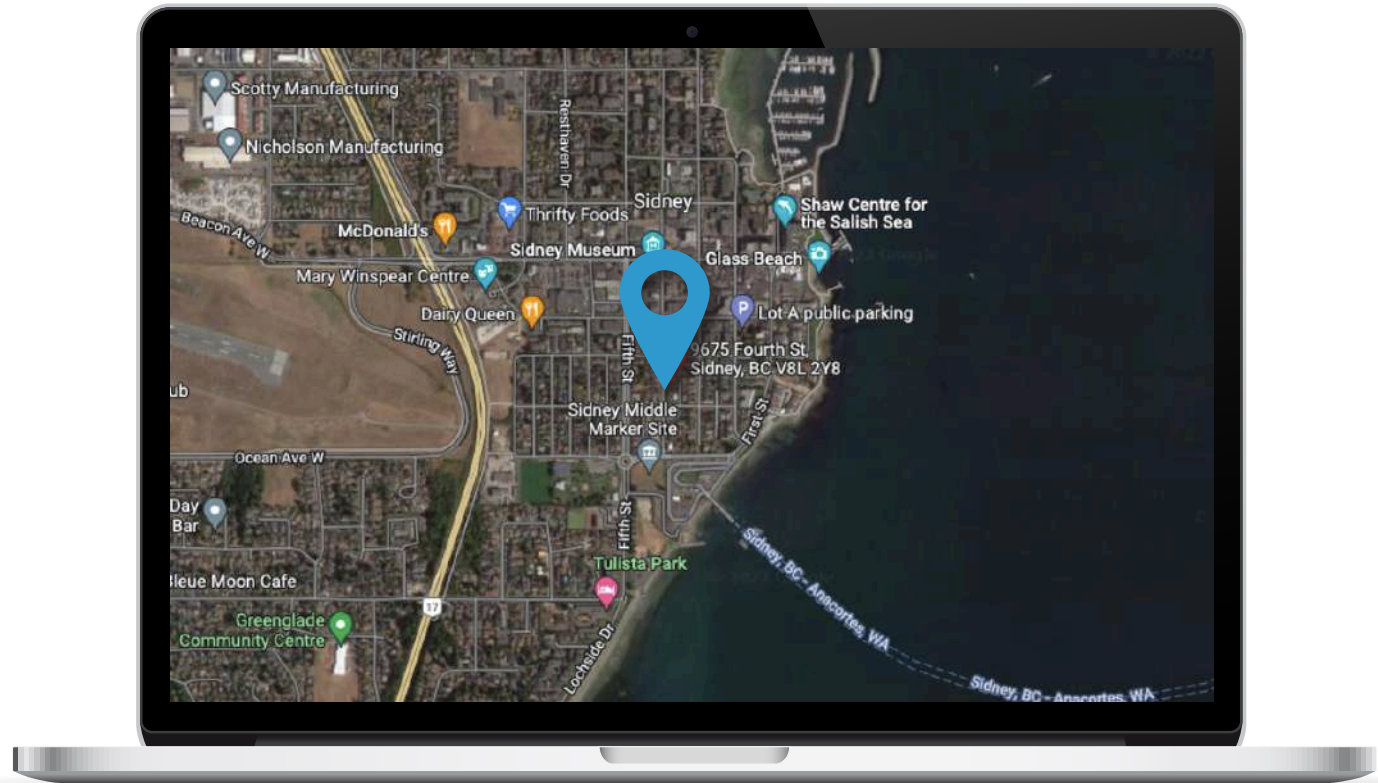 Scotty Manufacturing
Nicholson Manufacturing
Resthaven Dr
Sidney
Thrifty Foods
Shaw Centre for
the Salish Sea
Beacon Ave W
McDonald's
Sidney Museum
Glass Beach
Mary Winspear Centre
P
Lot A public parking
Dairy Queen
Stirling Way
Fifth St
9675 Fourth St,
Sidney, BC V8L 2Y8
ub
Sidney Middle
Marker Site
First St
Ocean Ave W
Day
Bar
Fifth St
Sidney, BC - Anacortes, WA
Tulista Park
Bleue Moon Cafe
17
Greenglade
Community Centre
Lochside Dr
Sidney, BC - Anacortes, WA